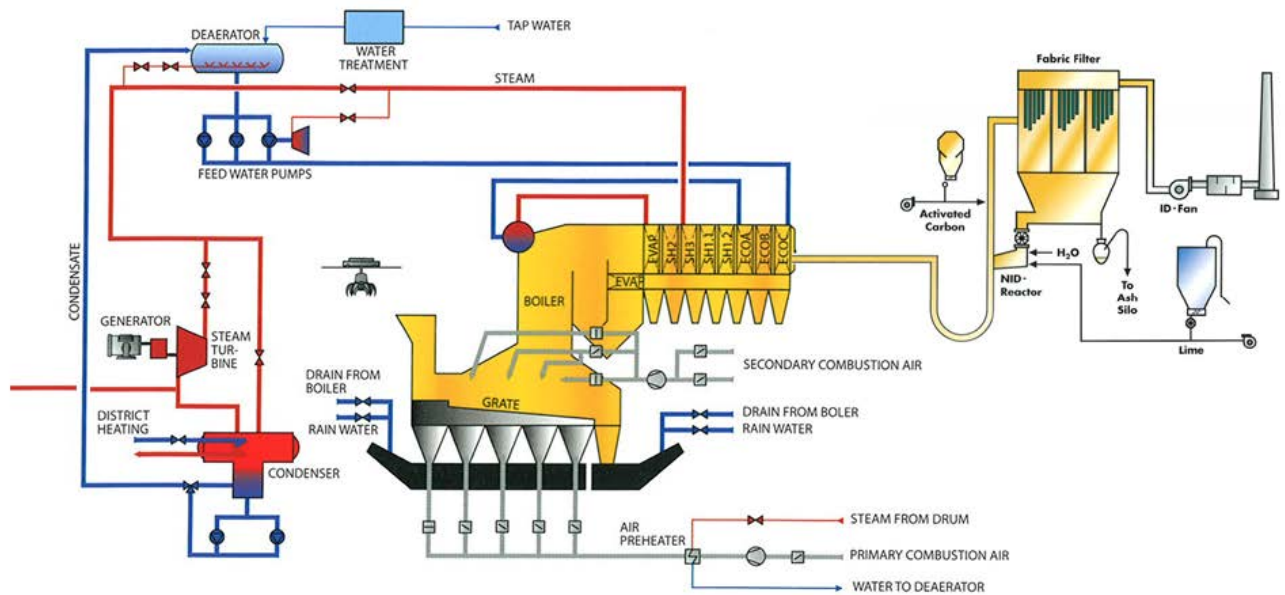 DEAERATOR
TAP WATER
WATER
TREATMENT
STEAM
Fabric Filter
FEED WATER PUMPS
Activated
Carbon
ID-Fan
H₂O
NID-
Reactor
To
Ash
Silo
Lime
CONDENSATE
EVAP
SH2
SH3
SH1.1
SH1.2
ECOA
ECOB
ECOC
EVAP
BOILER
GENERATOR
STEAM
TUR-
BINE
SECONDARY COMBUSTION AIR
DRAIN FROM
BOILER
RAIN WATER
GRATE
DRAIN FROM BOLER
RAIN WATER
DISTRICT
HEATING
CONDENSER
AIR
PREHEATER
STEAM FROM DRUM
PRIMARY COMBUSTION AIR
WATER TO DEAERATOR